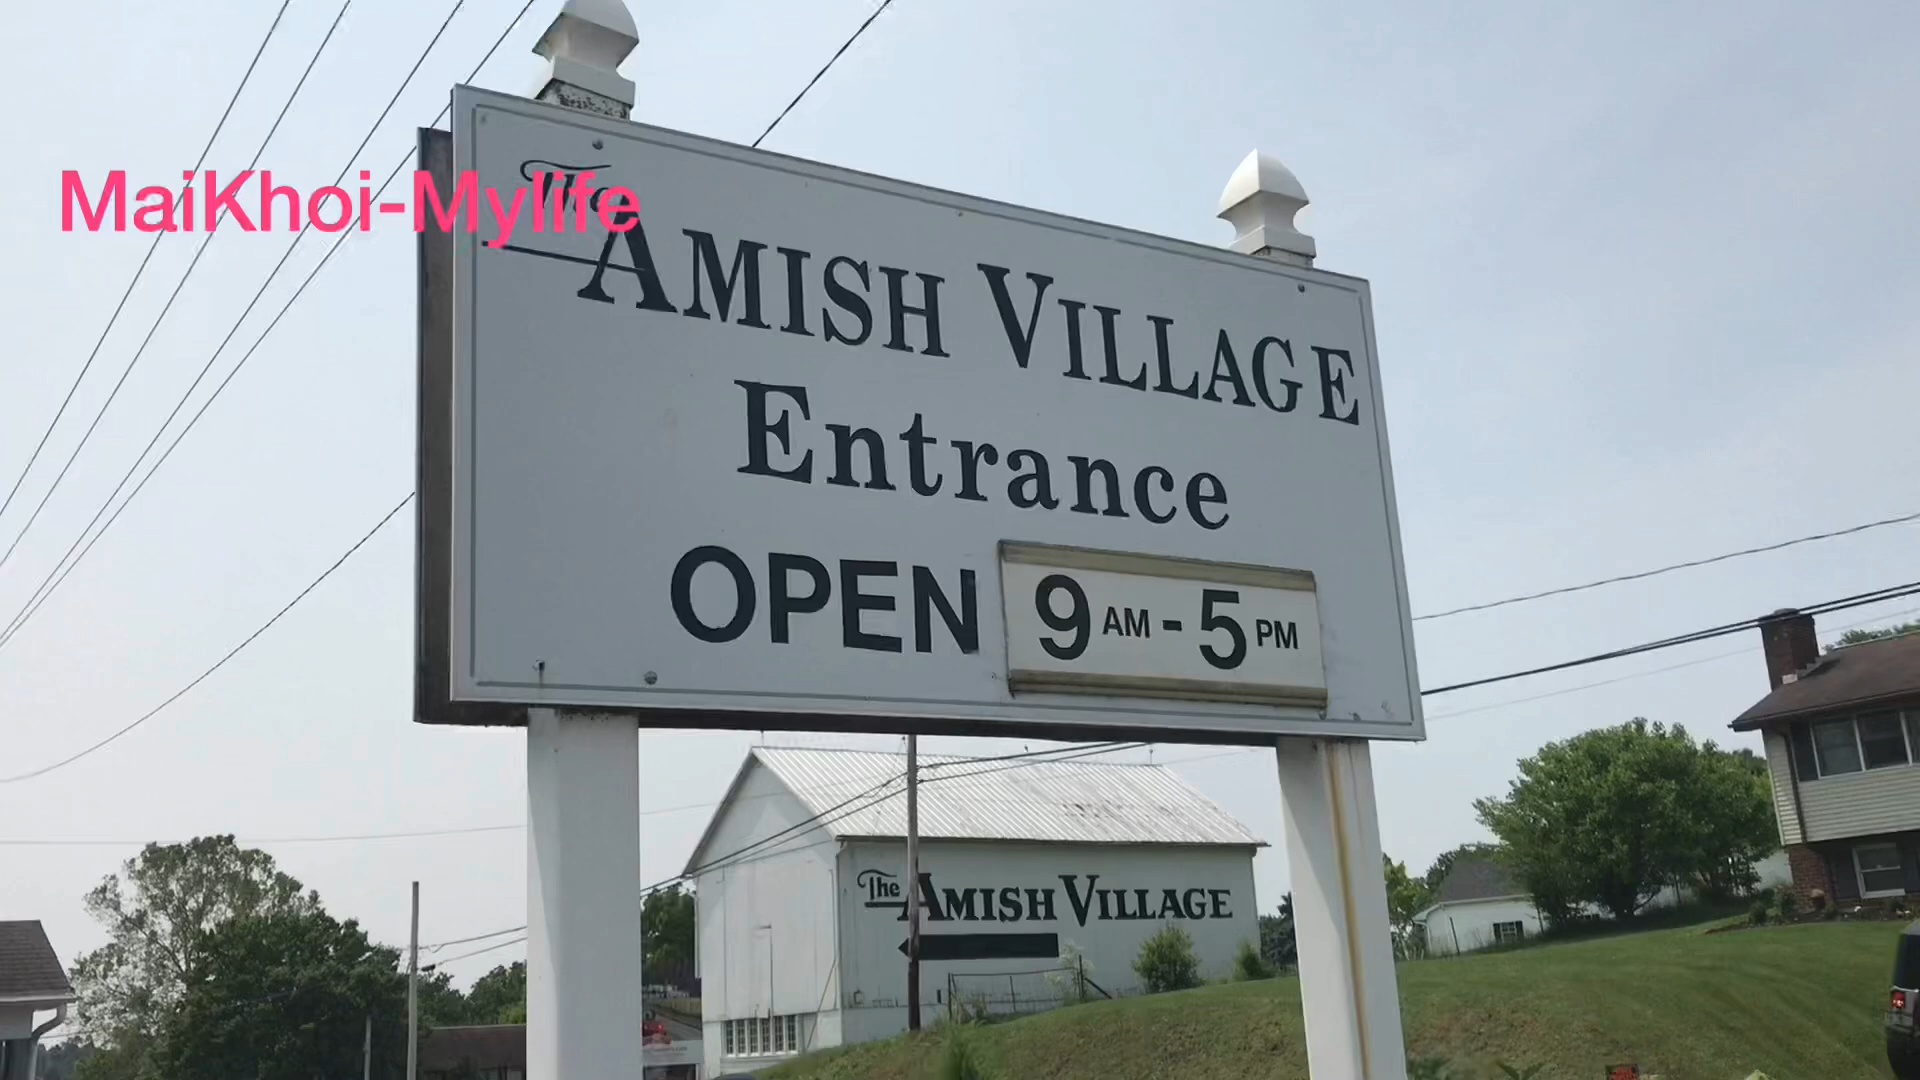 MaiKhoi-Mylife
The
AMISH VILLAGE
Entrance
OPEN 9 AM - 5 PM
The AMISH VILLAGE